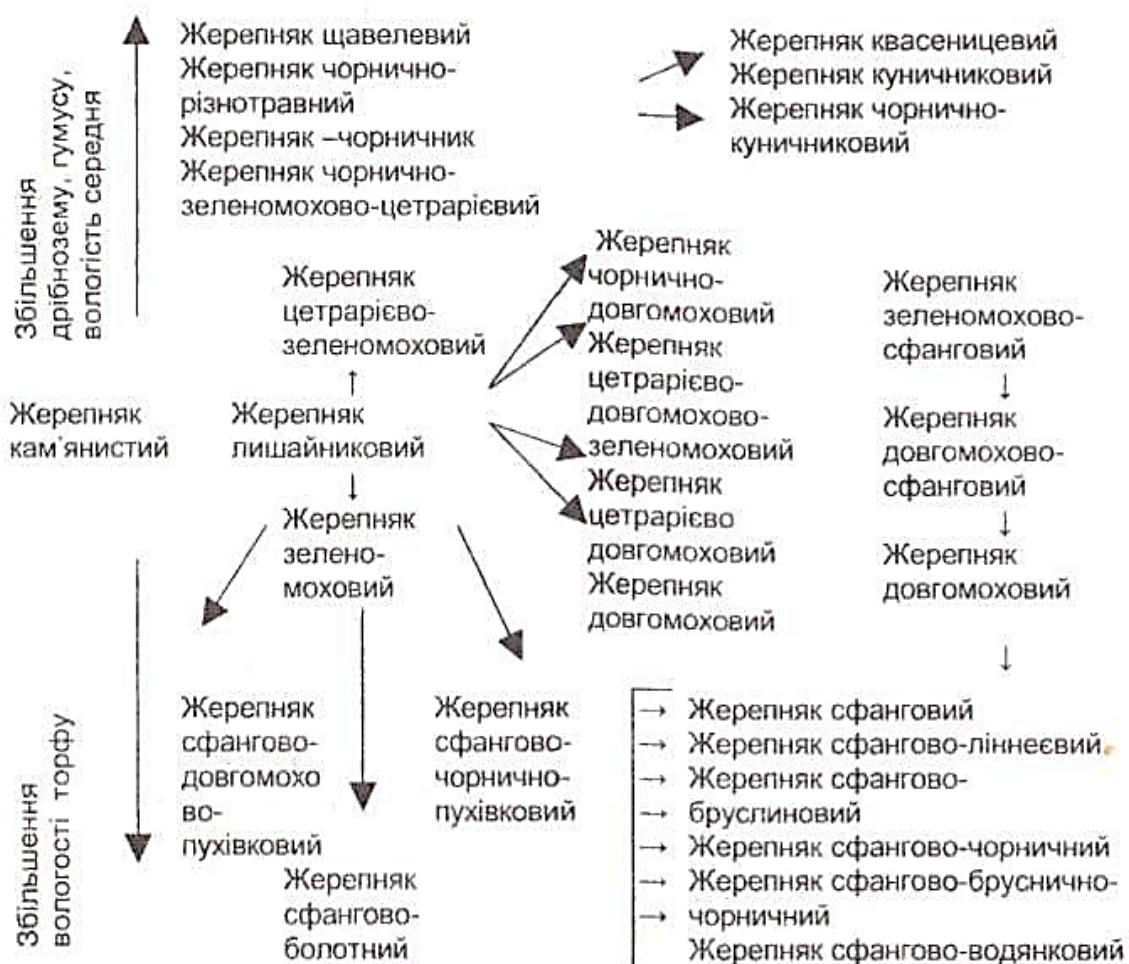 Збільшення
дрібнозему, гумусу,
вологість середня
Жерепняк щавелевий
Жерепняк чорнично-
різнотравний
Жерепняк –чорничник
Жерепняк чорнично-
зеленомохово-цетрарієвий
Жерепняк квасеницевий
Жерепняк куничниковий
Жерепняк чорнично-
куничниковий
Жерепняк
цетрарієво-
зеленомоховий
Жерепняк
чорнично-
довгомоховий
Жерепняк
цетрарієво-
довгомохово-
зеленомоховий
Жерепняк
цетрарієво
довгомоховий
Жерепняк
довгомоховий
Жерепняк
зеленомохово-
сфанговий
Жерепняк
довгомохово-
сфанговий
Жерепняк
довгомоховий
Жерепняк
кам'янистий
Жерепняк
лишайниковий
Жерепняк
зелено-
моховий
Збільшення
вологості торфу
Жерепняк
сфангово-
довгомохо
во-
пухівковий
Жерепняк
сфангово-
болотний
Жерепняк
сфангово-
чорнично-
пухівковий
Жерепняк сфанговий
Жерепняк сфангово-ліннеєвий
Жерепняк сфангово-
бруслиновий
Жерепняк сфангово-чорничний
Жерепняк сфангово-бруснично-
чорничний
Жерепняк сфангово-водянковий